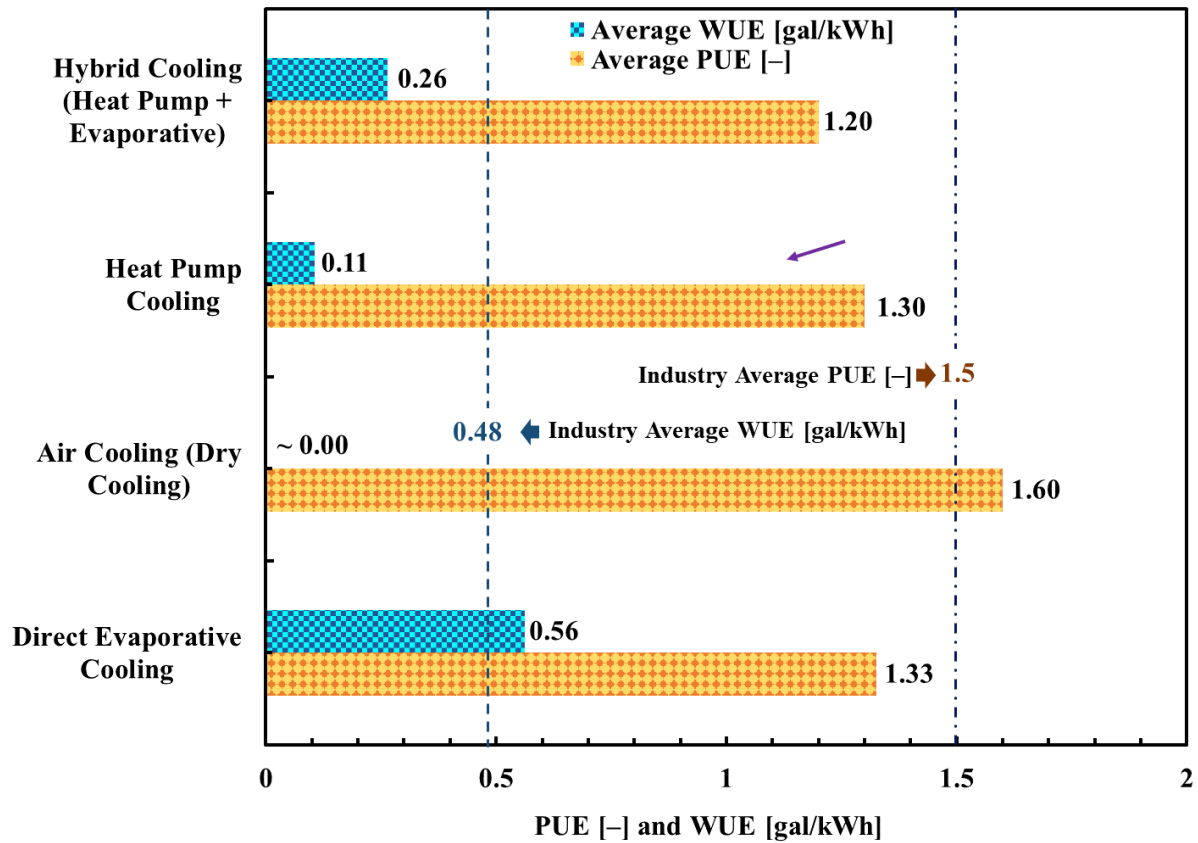 Average WUE [gal/kWh]
Average PUE [–]
Hybrid Cooling
(Heat Pump +
Evaporative)
0.26
1.20
Heat Pump
Cooling
0.11
1.30
Industry Average PUE [–]
1.5
0.48
Industry Average WUE [gal/kWh]
Air Cooling (Dry
Cooling)
~ 0.00
1.60
Direct Evaporative
Cooling
0.56
1.33
0
0.5
1
1.5
2
PUE [–] and WUE [gal/kWh]